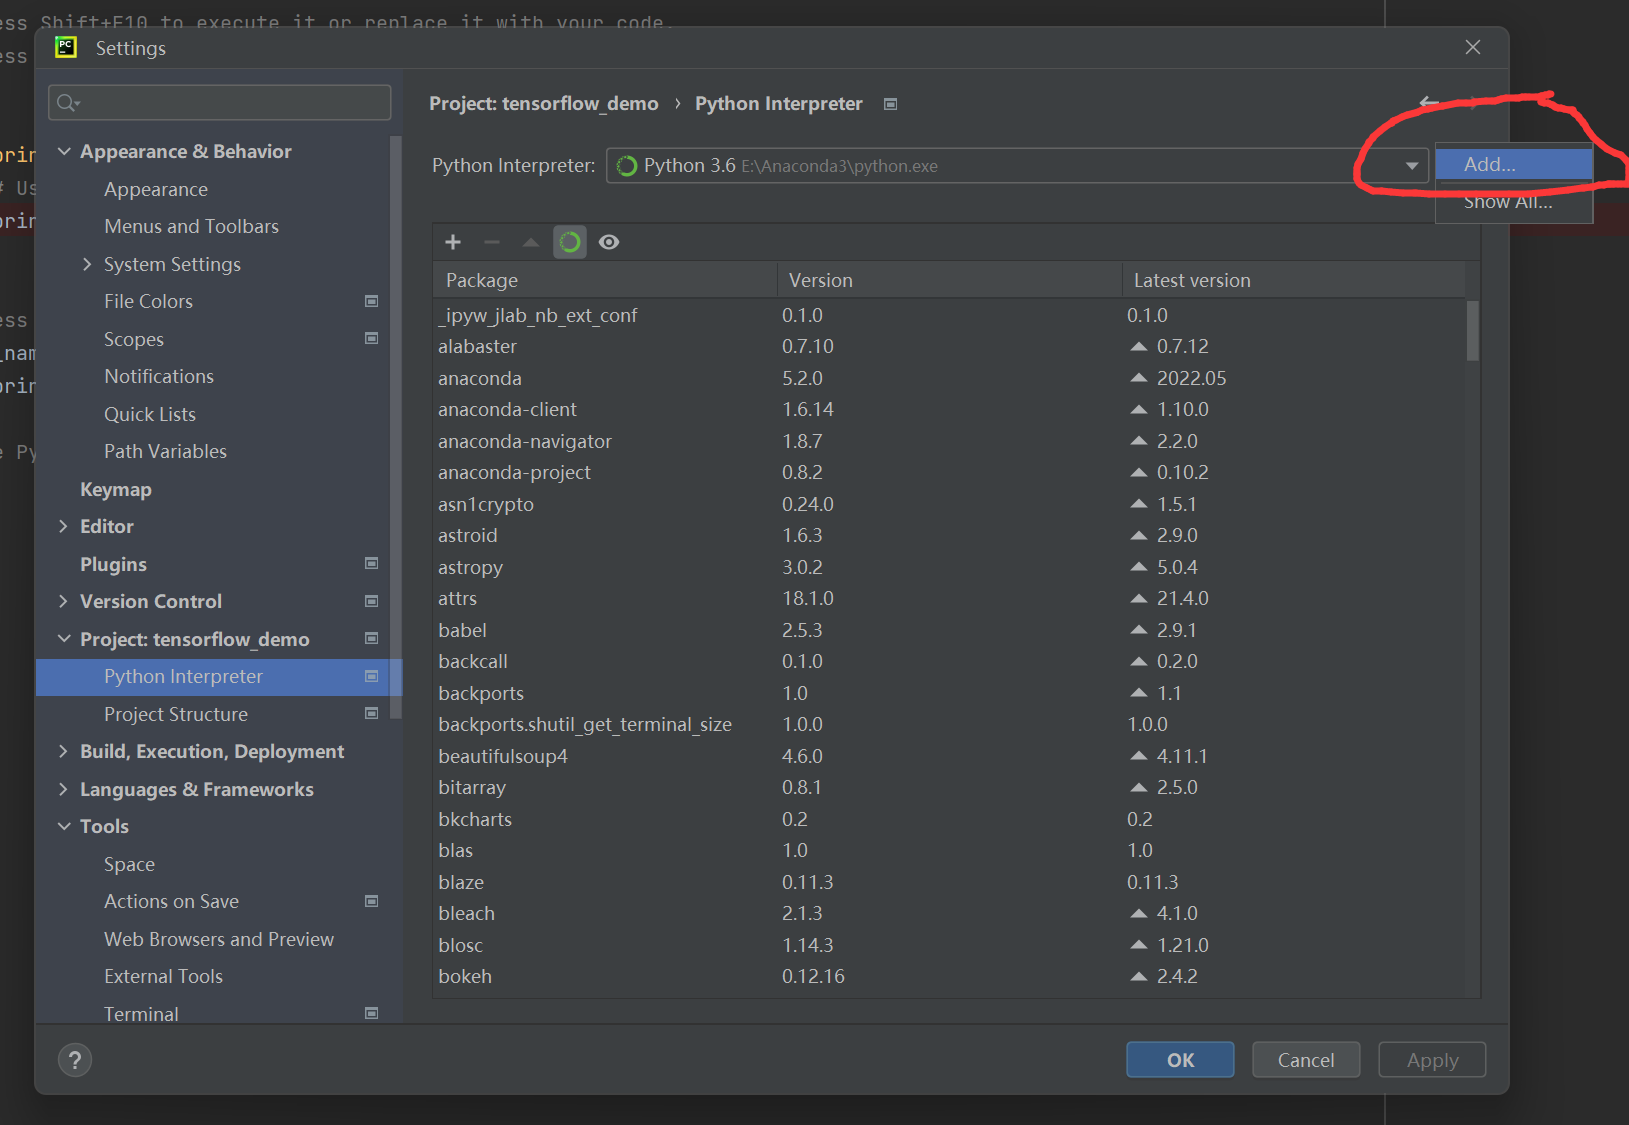 ess Shift+F10 to execute it or replace it with your code.
ess
PC Settings
Project: tensorflow_demo › Python Interpreter
Appearance & Behavior
prin
Python Interpreter: Python 3.6 E:\Anaconda3\python.exe
Add...
Appearance
# Us
Show All...
Menus and Toolbars
prin
System Settings
Package Version Latest version
File Colors
_ipyw_jlab_nb_ext_conf 0.1.0 0.1.0
ess
Scopes
alabaster 0.7.10 0.7.12
_nam
Notifications
anaconda 5.2.0 2022.05
prin
Quick Lists
anaconda-client 1.6.14 1.10.0
Path Variables
anaconda-navigator 1.8.7 2.2.0
e Py
anaconda-project 0.8.2 0.10.2
Keymap
asn1crypto 0.24.0 1.5.1
Editor
astroid 1.6.3 2.9.0
Plugins
astropy 3.0.2 5.0.4
Version Control
attrs 18.1.0 21.4.0
Project: tensorflow_demo
babel 2.5.3 2.9.1
Python Interpreter
backcall 0.1.0 0.2.0
backports 1.0 1.1
Project Structure
backports.shutil_get_terminal_size 1.0.0 1.0.0
Build, Execution, Deployment
beautifulsoup4 4.6.0 4.11.1
Languages & Frameworks
bitarray 0.8.1 2.5.0
bkcharts 0.2 0.2
Tools
blas 1.0 1.0
Space
blaze 0.11.3 0.11.3
Actions on Save
bleach 2.1.3 4.1.0
Web Browsers and Preview
blosc 1.14.3 1.21.0
External Tools
bokeh 0.12.16 2.4.2
Terminal
? OK Cancel Apply